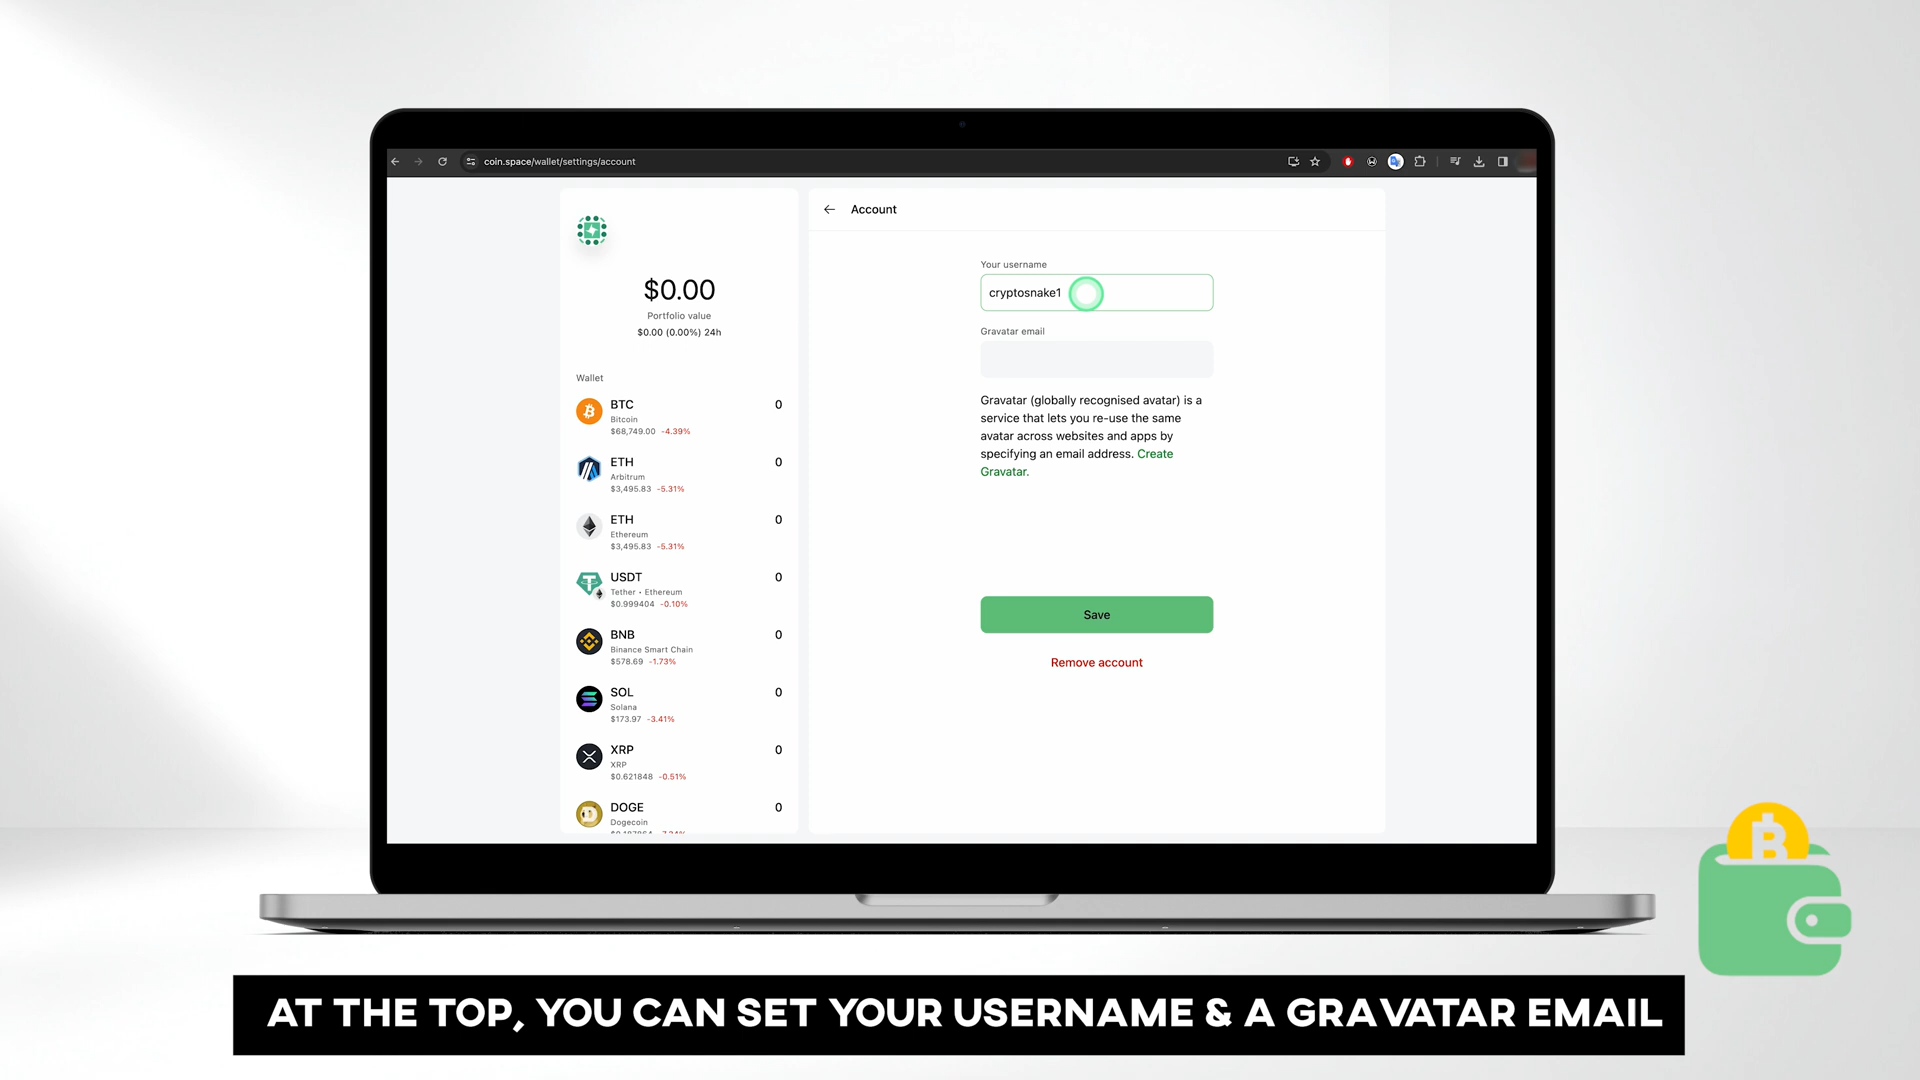 coin.space/wallet/settings/account
Account
$0.00
Portfolio value
$0.00 (0.00%) 24h
Wallet
BTC 0
Bitcoin
$68,749.00 -4.39%
ETH 0
Arbitrum
$3,495.83 -5.31%
ETH 0
Ethereum
$3,495.83 -5.31%
USDT 0
Tether • Ethereum
$0.999404 -0.10%
BNB 0
Binance Smart Chain
$578.69 -1.73%
SOL 0
Solana
$173.97 -3.41%
XRP 0
XRP
$0.621848 -0.51%
DOGE 0
Dogecoin
Your username
cryptosnake1
Gravatar email
Gravatar (globally recognised avatar) is a
service that lets you re-use the same
avatar across websites and apps by
specifying an email address. Create
Gravatar.
Save
Remove account
AT THE TOP, YOU CAN SET YOUR USERNAME & A GRAVATAR EMAIL